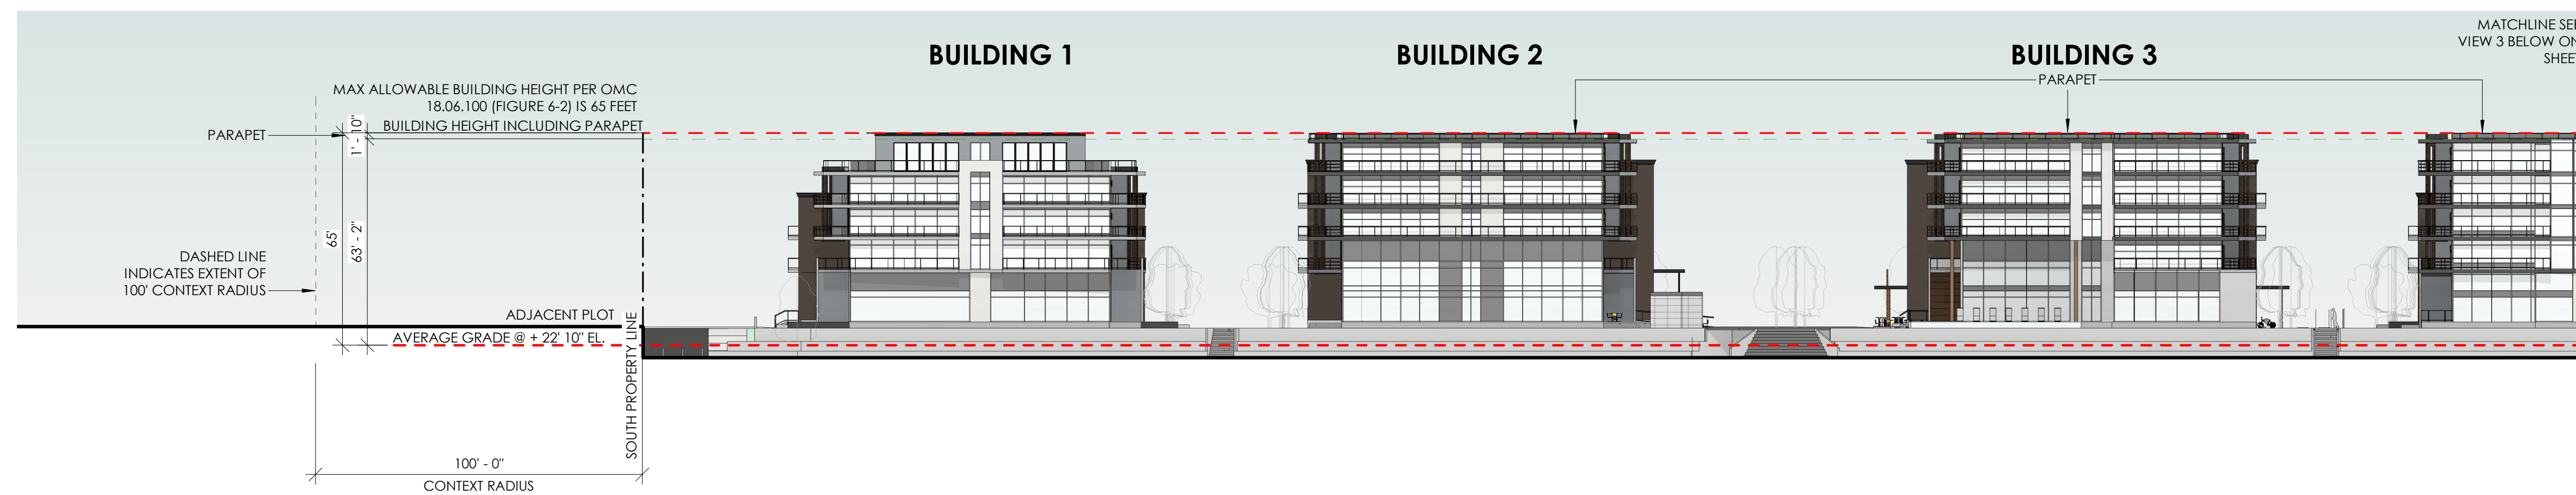 BUILDING 1
BUILDING 2
BUILDING 3
MATCHLINE SEE
VIEW 3 BELOW ON
SHEET
PARAPET
MAX ALLOWABLE BUILDING HEIGHT PER OMC
18.06.100 (FIGURE 6-2) IS 65 FEET
BUILDING HEIGHT INCLUDING PARAPET
PARAPET
1' - 10"
65'
63' - 2"
DASHED LINE
INDICATES EXTENT OF
100' CONTEXT RADIUS
ADJACENT PLOT
AVERAGE GRADE @ + 22' 10" EL.
SOUTH PROPERTY LINE
100' - 0"
CONTEXT RADIUS